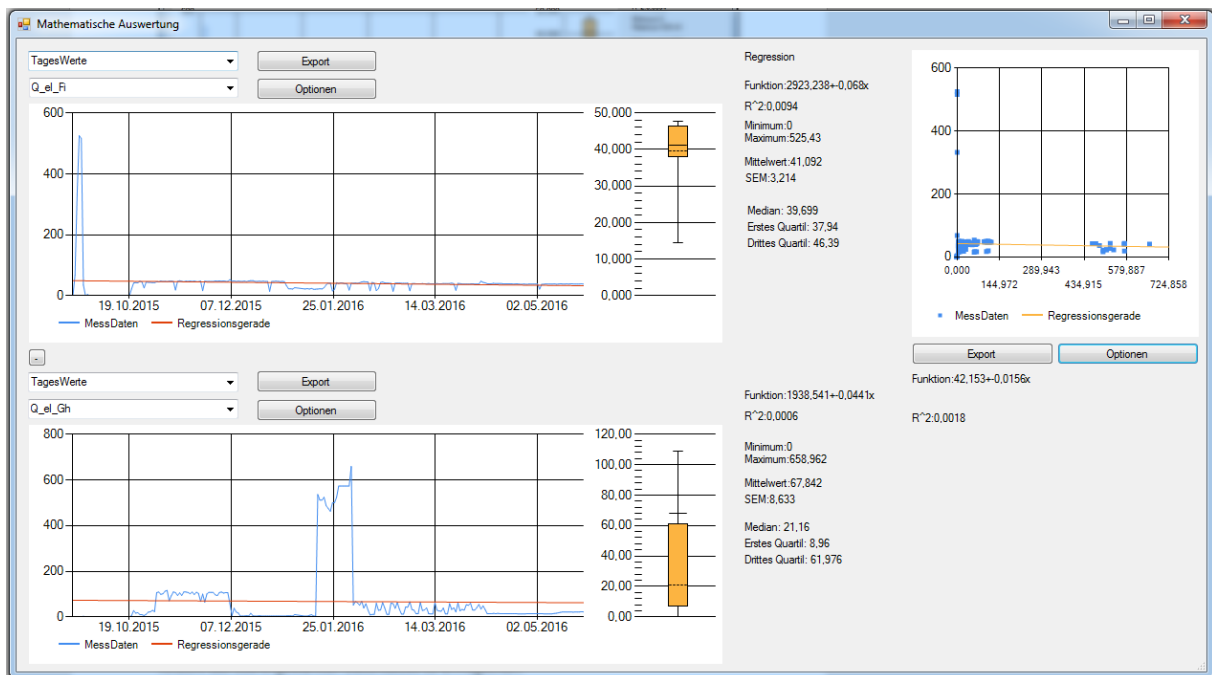 Mathematische Auswertung
TagesWerte
Export
Q_el_Fi
Optionen
600
400
200
0
19.10.2015 07.12.2015 25.01.2016 14.03.2016 02.05.2016
MessDaten Regressionsgerade
50,000
40,000
30,000
20,000
10,000
0,000
Regression
Funktion:2923,238+-0,068x
R^2:0,0094
Minimum:0
Maximum:525,43
Mittelwert:41,092
SEM:3,214
Median: 39,699
Erstes Quartil: 37,94
Drittes Quartil: 46,39
600
400
200
0
0,000 289,943 579,887
144,972 434,915 724,858
MessDaten Regressionsgerade
Export
Optionen
Funktion:42,153+-0,0156x
R^2:0,0018
-
TagesWerte
Export
Q_el_Gh
Optionen
800
600
400
200
0
19.10.2015 07.12.2015 25.01.2016 14.03.2016 02.05.2016
MessDaten Regressionsgerade
120,00
100,00
80,00
60,00
40,00
20,00
0,00
Funktion:1938,541+-0,0441x
R^2:0,0006
Minimum:0
Maximum:658,962
Mittelwert:67,842
SEM:8,633
Median: 21,16
Erstes Quartil: 8,96
Drittes Quartil: 61,976